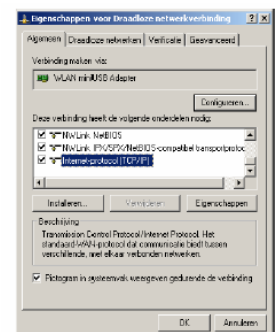 Eigenschappen voor Draadloze netwerkverbinding
Algemeen Draadloze netwerken Verificatie Geavanceerd
Verbinding maken via:
WLAN miniUSB Adapter
Configureren...
Deze verbinding heeft de volgende onderdelen nodig:
NWLink NetBIOS
NWLink IPX/SPX/NetBIOS-compatibel transportprotoc
Internet-protocol (TCP/IP)
Installeren... Verwijderen Eigenschappen
Beschrijving
Transmission Control Protocol/Internet Protocol. Het
standaard-WAN-protocol dat communicatie biedt tussen
verschillende, met elkaar verbonden netwerken.
Pictogram in systeemvak weergeven gedurende de verbinding
OK Annuleren